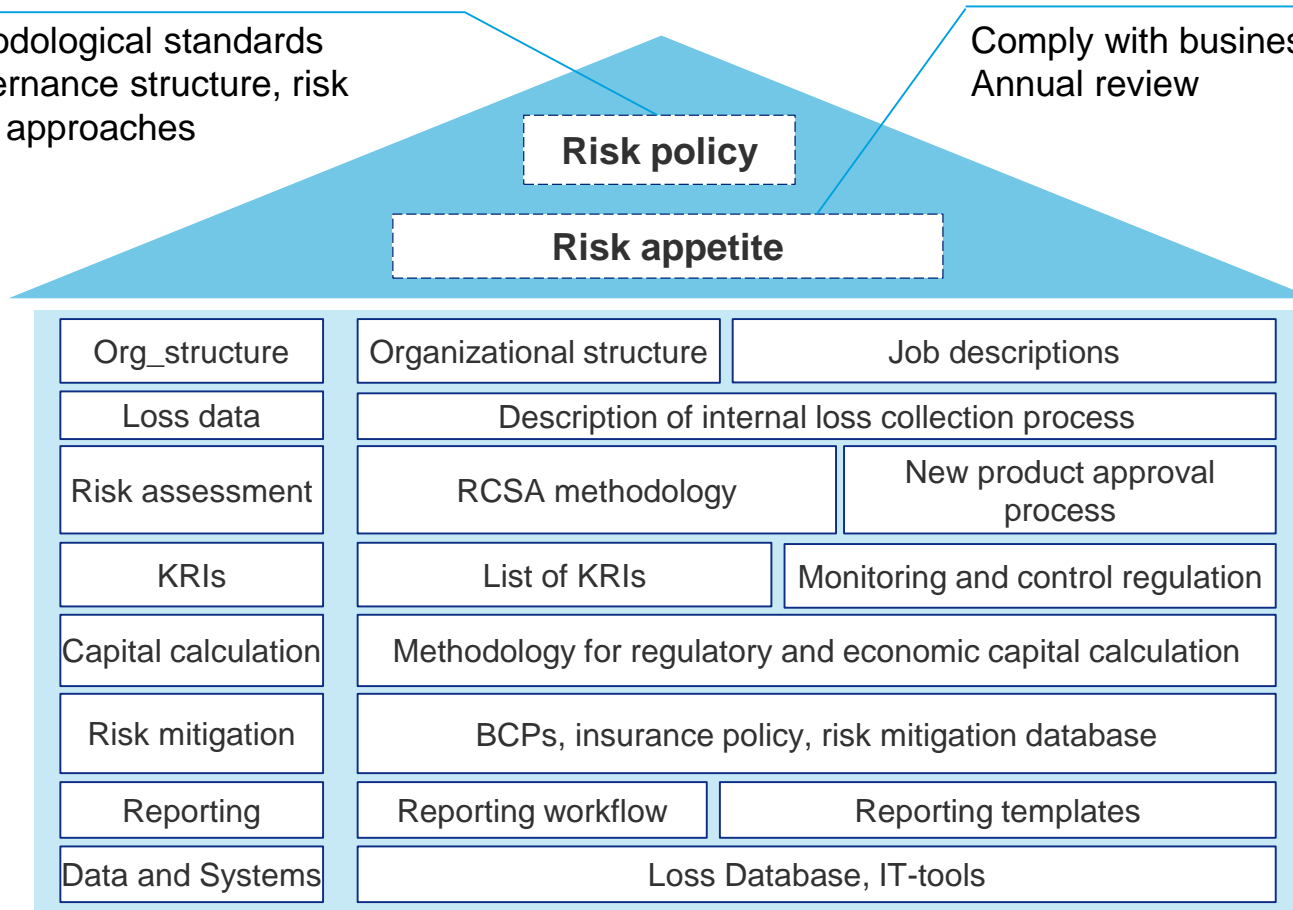 odological standards
ernance structure, risk
approaches
Comply with busines
Annual review
Risk policy
Risk appetite
Org_structure
Organizational structure
Job descriptions
Loss data
Description of internal loss collection process
Risk assessment
RCSA methodology
New product approval
process
KRIs
List of KRIs
Monitoring and control regulation
Capital calculation
Methodology for regulatory and economic capital calculation
Risk mitigation
BCPs, insurance policy, risk mitigation database
Reporting
Reporting workflow
Reporting templates
Data and Systems
Loss Database, IT-tools